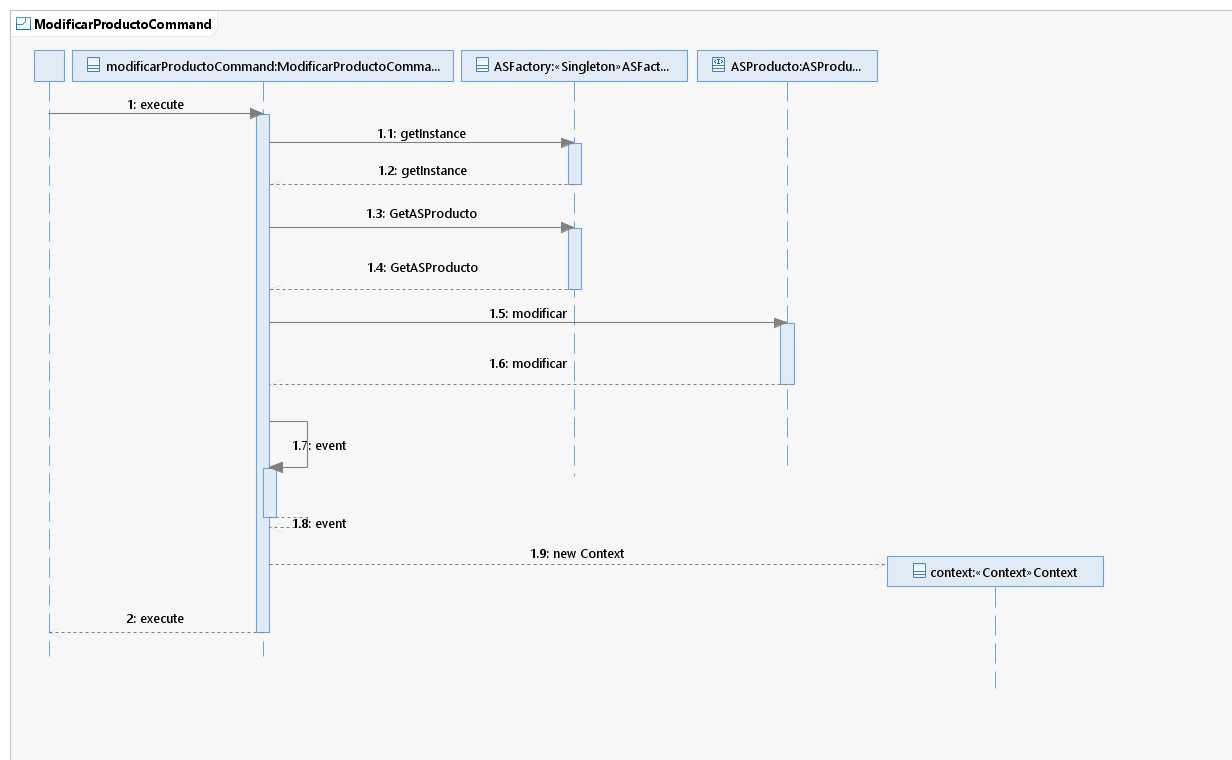 ModificarProductoCommand
modificarProductoCommand:ModificarProductoComma...
ASFactory:«Singleton»ASFact...
ASProducto:ASProdu...
1: execute
1.1: getInstance
1.2: getInstance
1.3: GetASProducto
1.4: GetASProducto
1.5: modificar
1.6: modificar
1.7: event
1.8: event
1.9: new Context
context:«Context»Context
2: execute